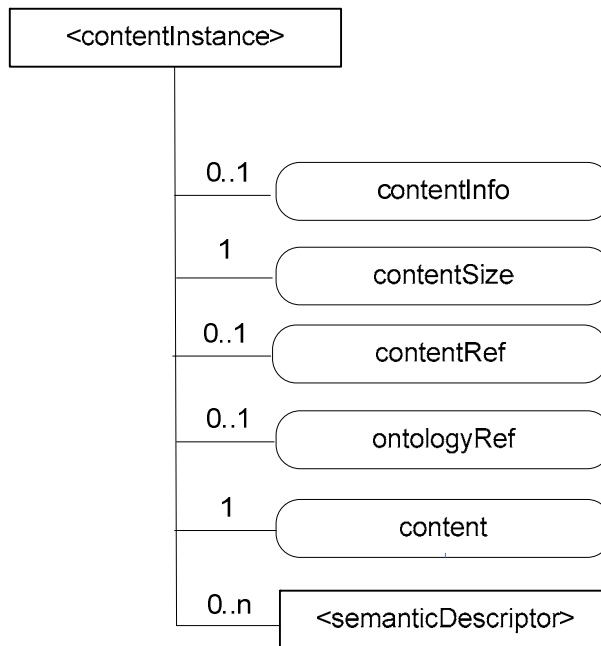 <contentInstance>
0..1
contentInfo
1
contentSize
0..1
contentRef
0..1
ontologyRef
1
content
0..n
<semanticDescriptor>